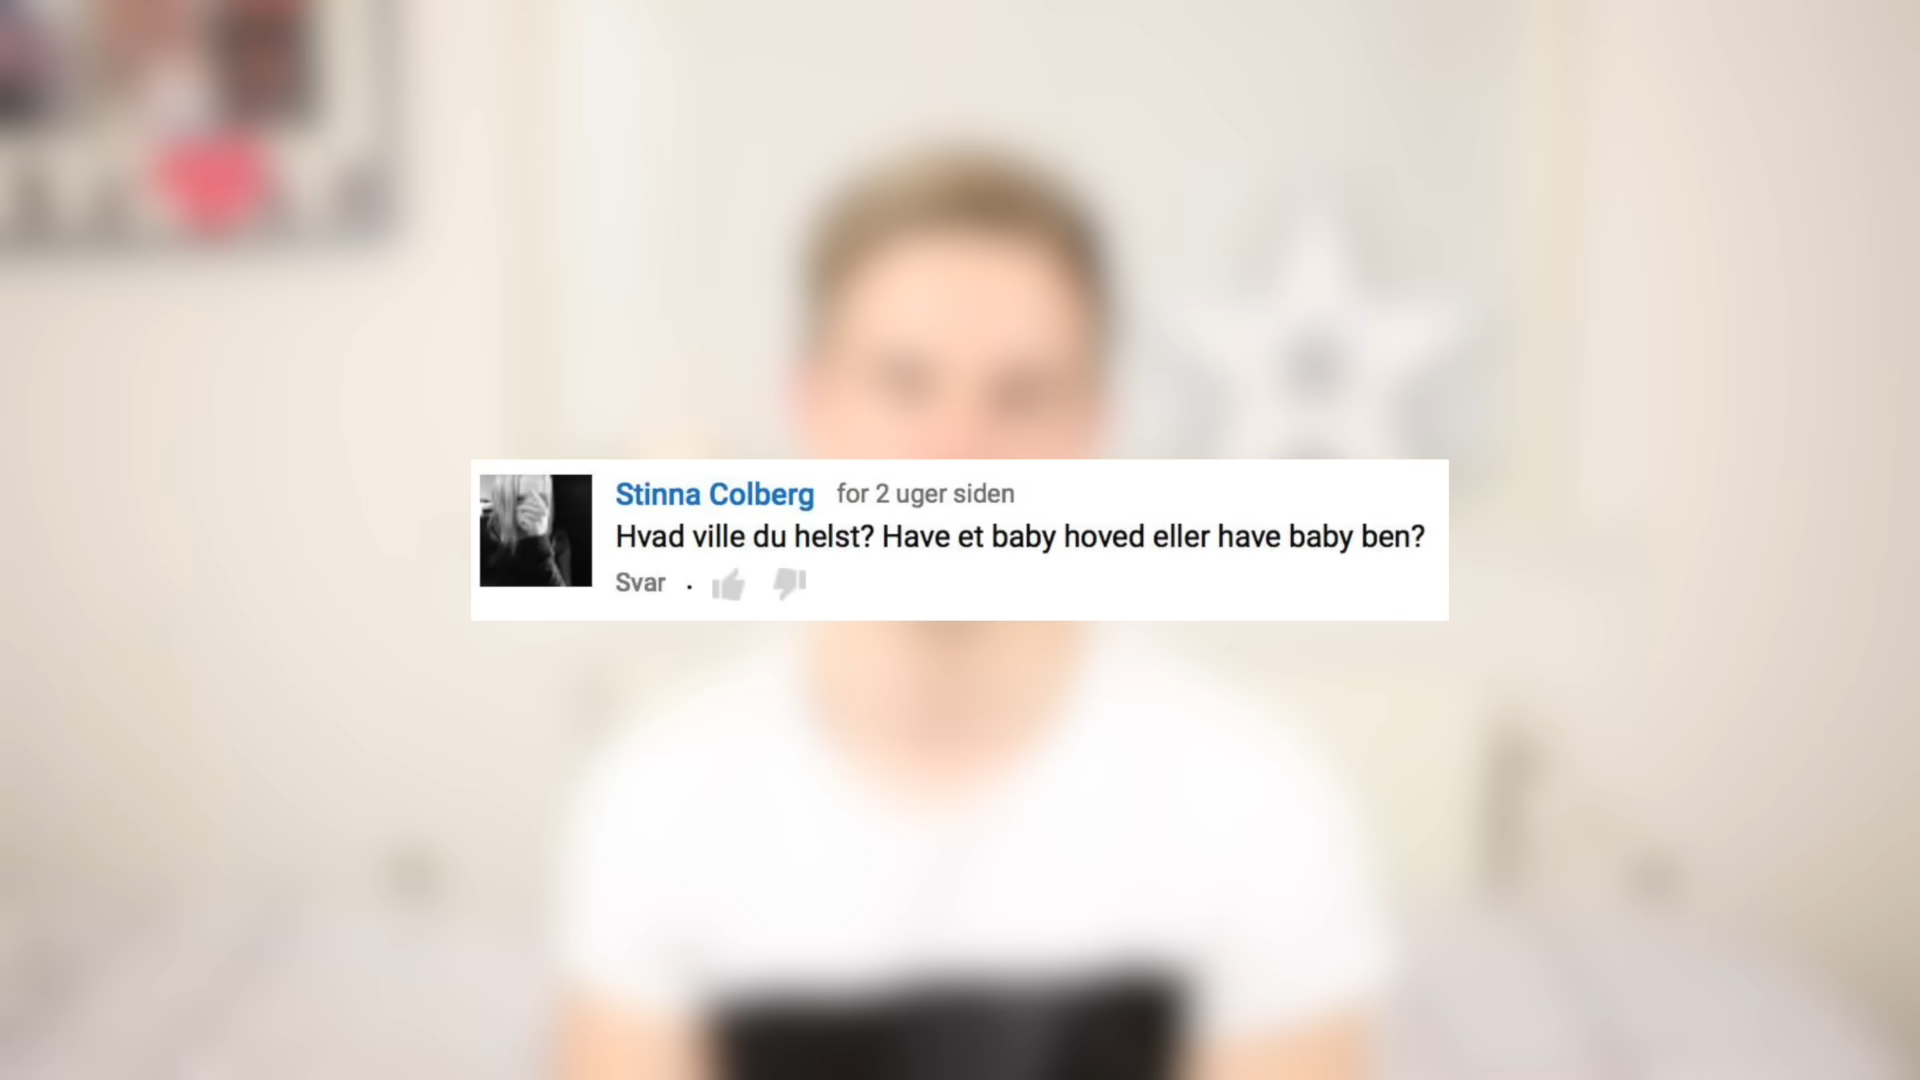 Stinna Colberg for 2 uger siden
Hvad ville du helst? Have et baby hoved eller have baby ben?
Svar .